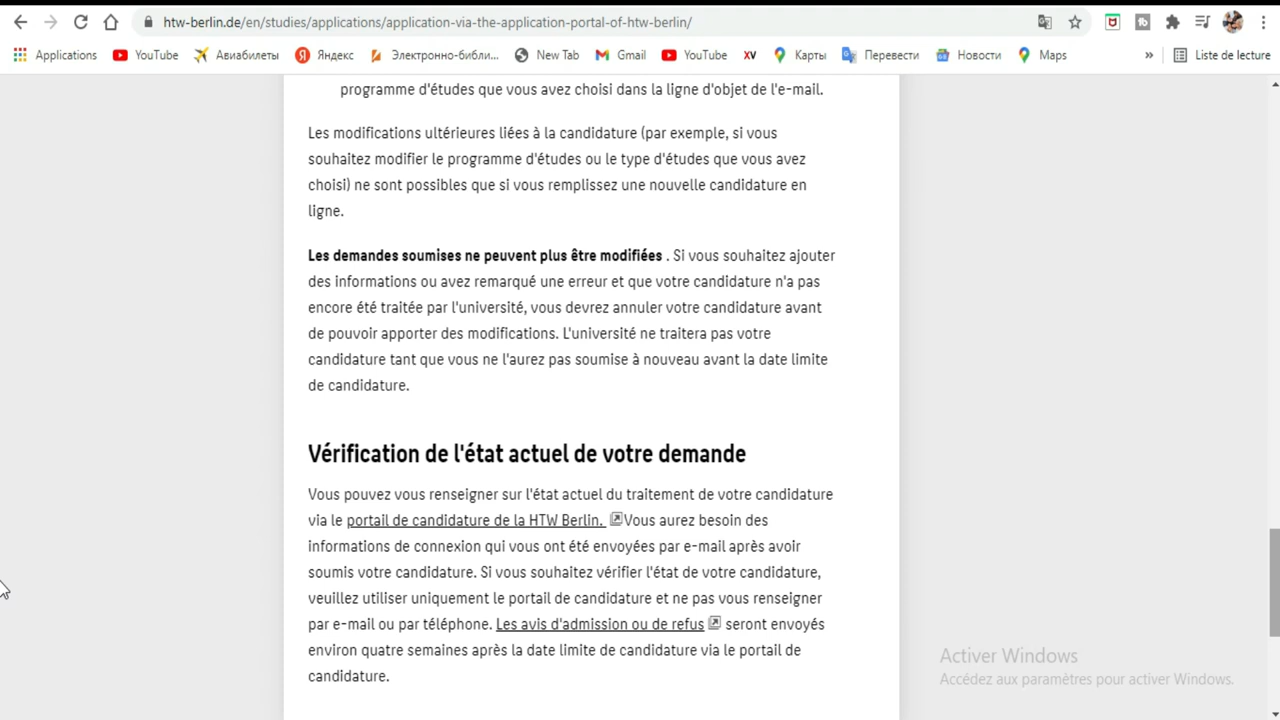 htw-berlin.de/en/studies/applications/application-via-the-application-portal-of-htw-berlin/
Applications YouTube Авиабилеты Яндекс Электронно-библи... New Tab Gmail YouTube XV Карты Перевести Новости Maps » Liste de lecture
programme d'études que vous avez choisi dans la ligne d'objet de l'e-mail.
Les modifications ultérieures liées à la candidature (par exemple, si vous
souhaitez modifier le programme d'études ou le type d'études que vous avez
choisi) ne sont possibles que si vous remplissez une nouvelle candidature en
ligne.
Les demandes soumises ne peuvent plus être modifiées . Si vous souhaitez ajouter
des informations ou avez remarqué une erreur et que votre candidature n'a pas
encore été traitée par l'université, vous devrez annuler votre candidature avant
de pouvoir apporter des modifications. L'université ne traitera pas votre
candidature tant que vous ne l'aurez pas soumise à nouveau avant la date limite
de candidature.
Vérification de l'état actuel de votre demande
Vous pouvez vous renseigner sur l'état actuel du traitement de votre candidature
via le portail de candidature de la HTW Berlin. Vous aurez besoin des
informations de connexion qui vous ont été envoyées par e-mail après avoir
soumis votre candidature. Si vous souhaitez vérifier l'état de votre candidature,
veuillez utiliser uniquement le portail de candidature et ne pas vous renseigner
par e-mail ou par téléphone. Les avis d'admission ou de refus seront envoyés
environ quatre semaines après la date limite de candidature via le portail de
candidature.
Activer Windows
Accédez aux paramètres pour activer Windows.